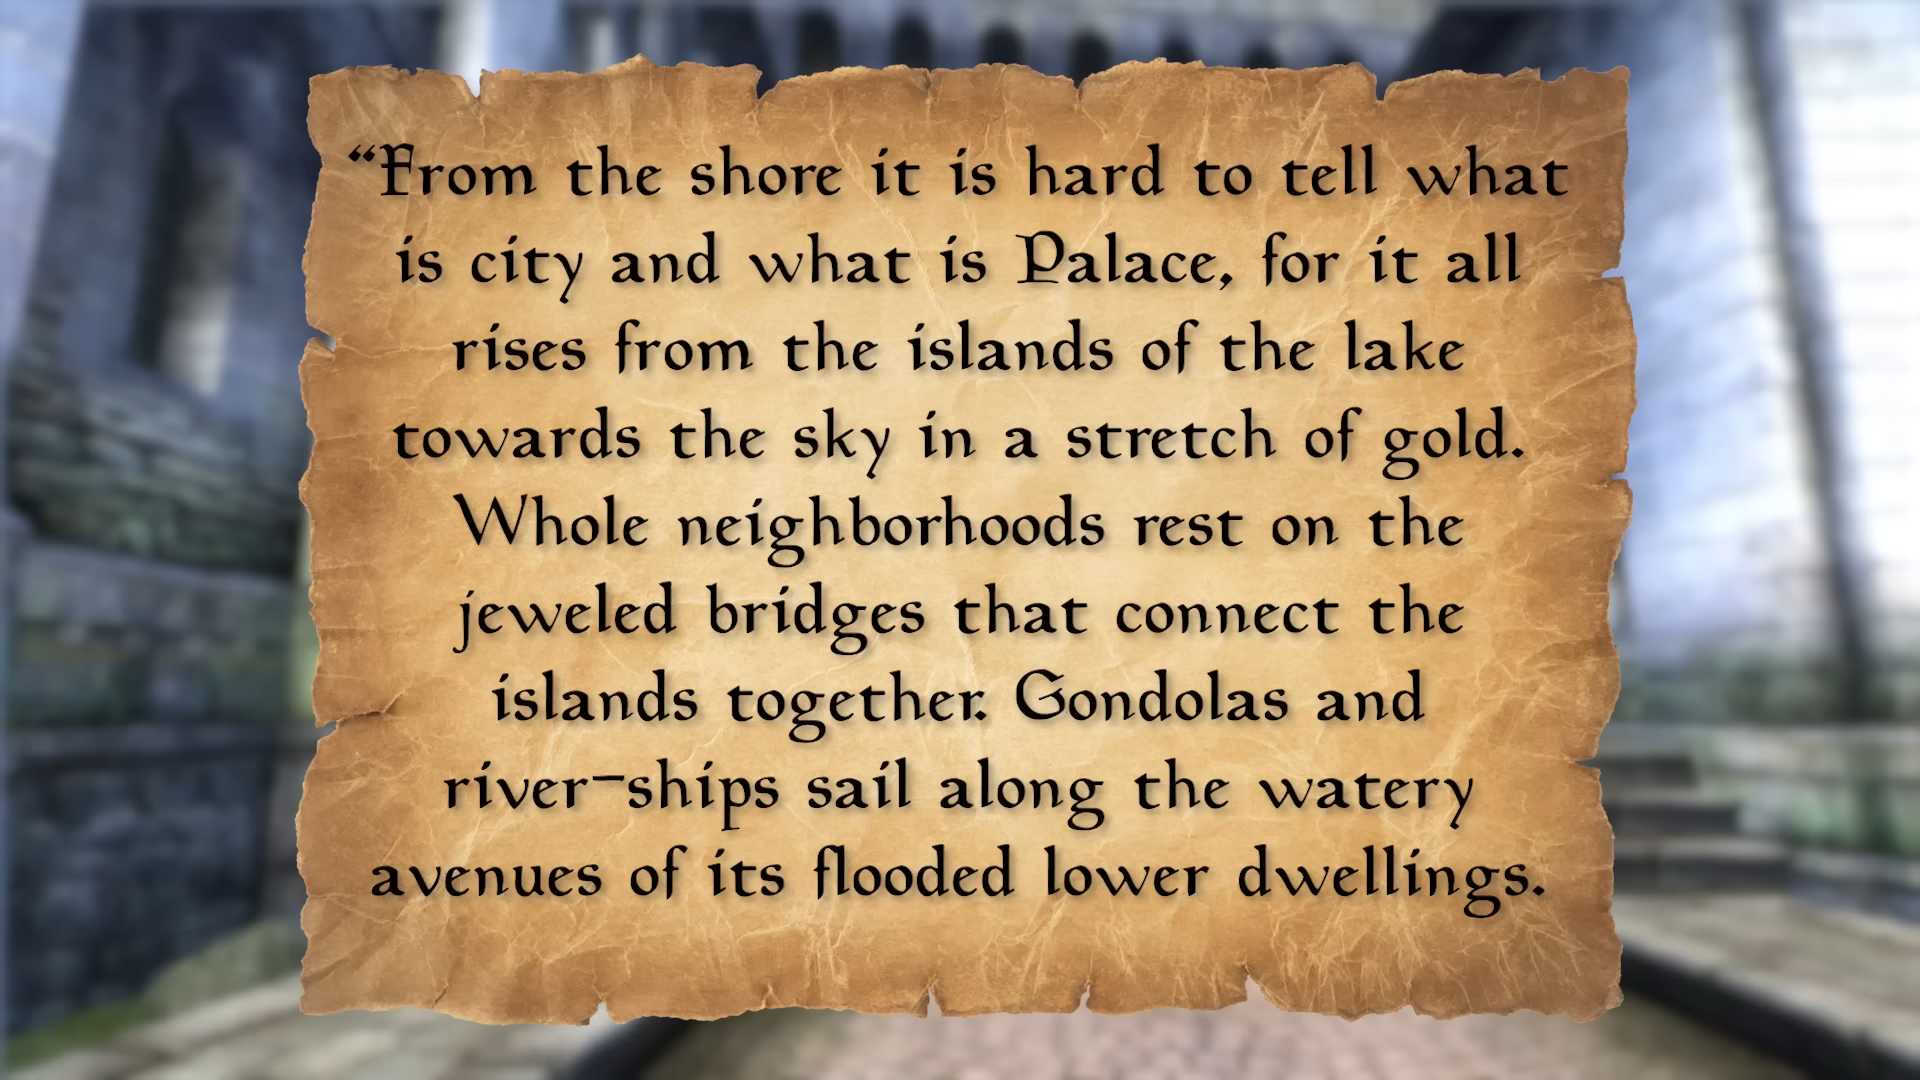 “From the shore it is hard to tell what
is city and what is Palace, for it all
rises from the islands of the lake
towards the sky in a stretch of gold.
Whole neighborhoods rest on the
jeweled bridges that connect the
islands together. Gondolas and
river-ships sail along the watery
avenues of its flooded lower dwellings.